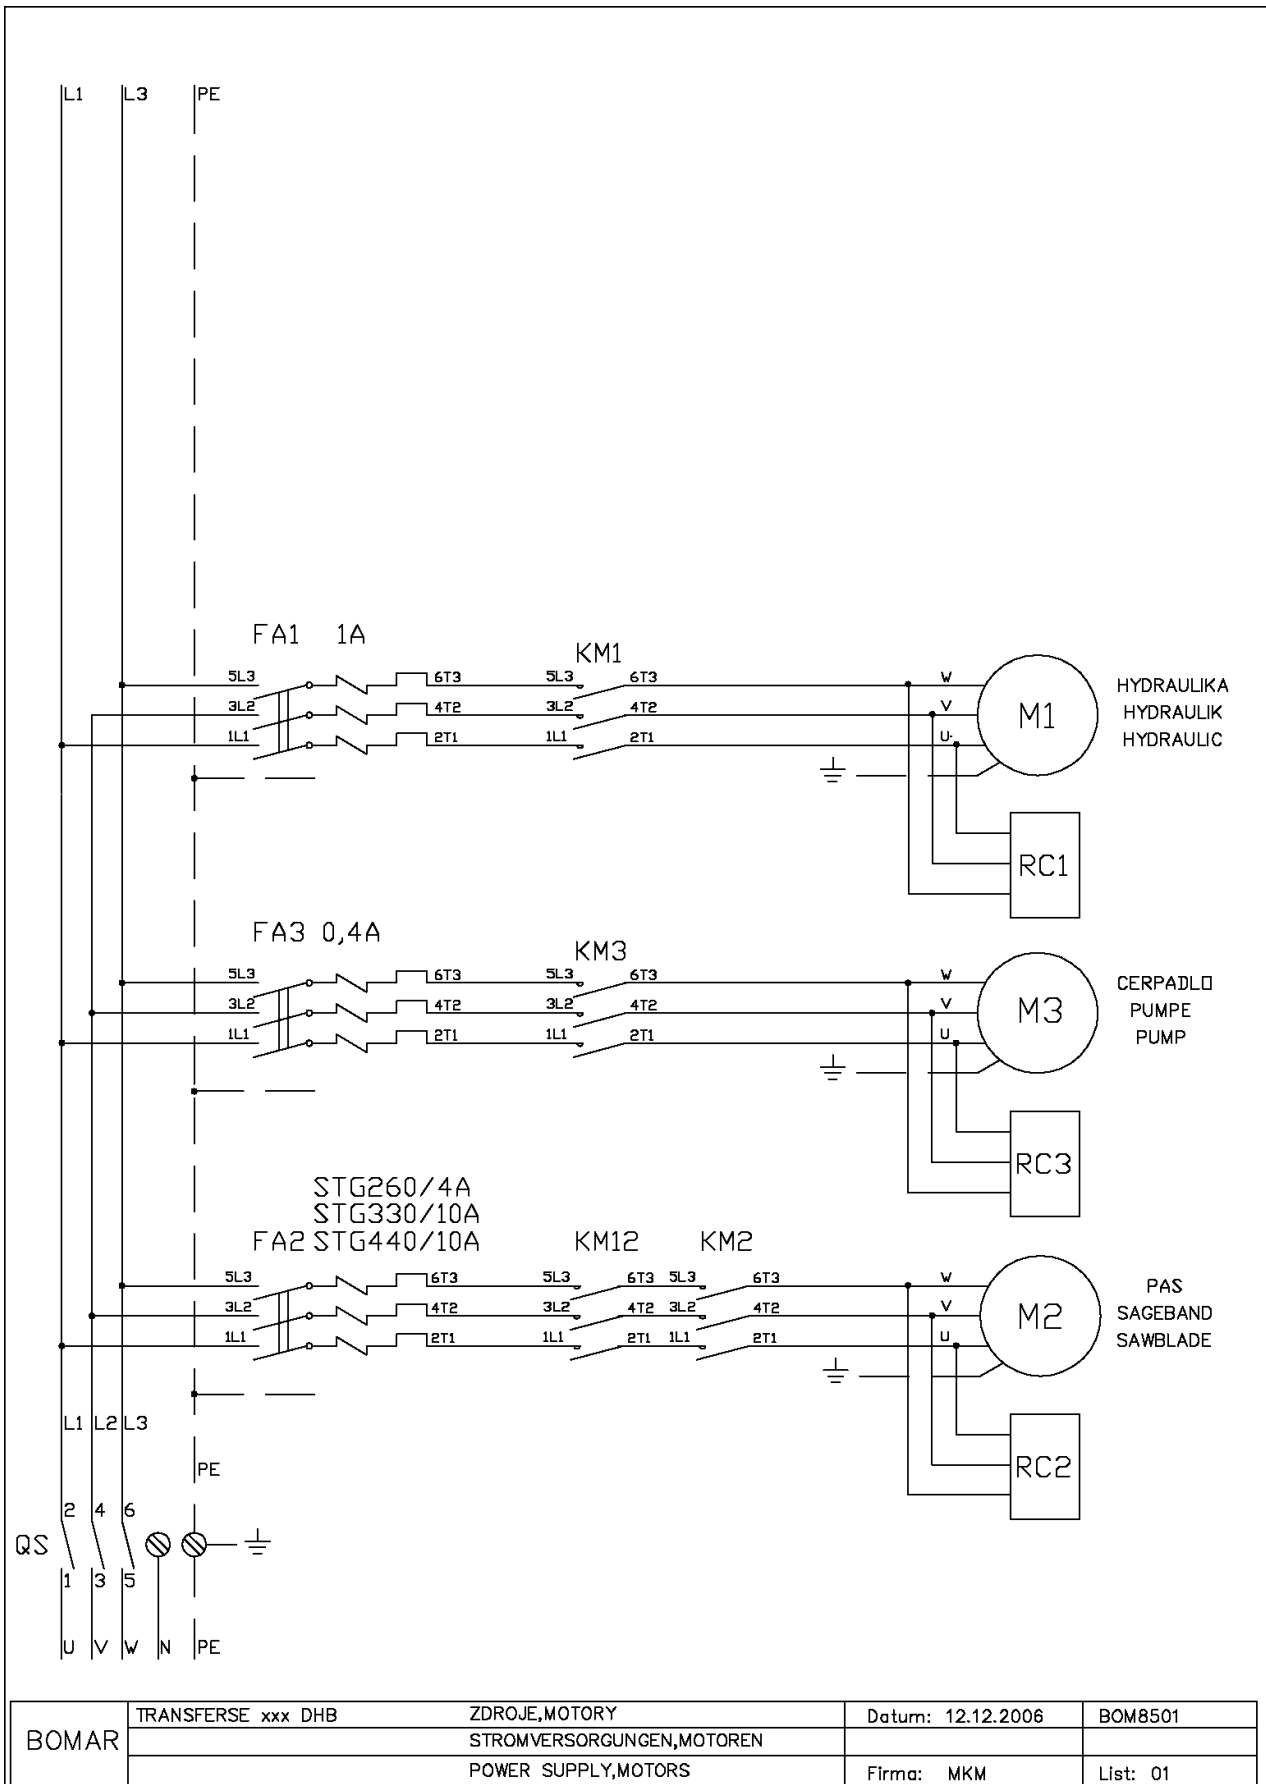 L1 L3 PE
FA1 1A
KM1
5L3 6T3 5L3 6T3 W
3L2 4T2 3L2 4T2 V
1L1 2T1 1L1 2T1 U
M1
HYDRAULIKA
HYDRAULIK
HYDRAULIC
RC1
FA3 0,4A
KM3
5L3 6T3 5L3 6T3 W
3L2 4T2 3L2 4T2 V
1L1 2T1 1L1 2T1 U
M3
CERPADLO
PUMPE
PUMP
RC3
STG260/4A
STG330/10A
FA2 STG440/10A KM12 KM2
5L3 6T3 5L3 6T3 5L3 6T3 W
3L2 4T2 3L2 4T2 3L2 4T2 V
1L1 2T1 1L1 2T1 1L1 2T1 U
M2
PAS
SAGEBAND
SAWBLADE
RC2
L1 L2 L3
PE
2 4 6
QS
1 3 5
U V W N PE
BOMAR
TRANSFERSE xxx DHB ZDROJE,MOTORY Datum: 12.12.2006 BOM8501
STROMVERSORGUNGEN,MOTOREN
POWER SUPPLY,MOTORS Firma: MKM List: 01